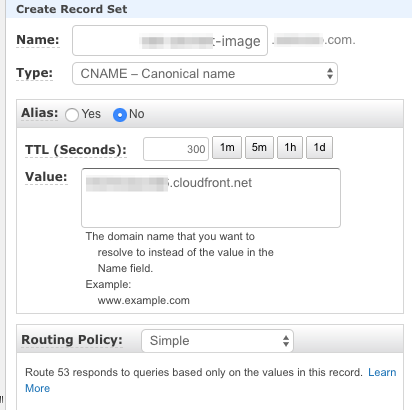 Create Record Set
Name: -image .com.
Type: CNAME – Canonical name
Alias: Yes No
TTL (Seconds): 300 1m 5m 1h 1d
Value: .cloudfront.net
The domain name that you want to
resolve to instead of the value in the
Name field.
Example:
www.example.com
Routing Policy: Simple
Route 53 responds to queries based only on the values in this record. Learn
More